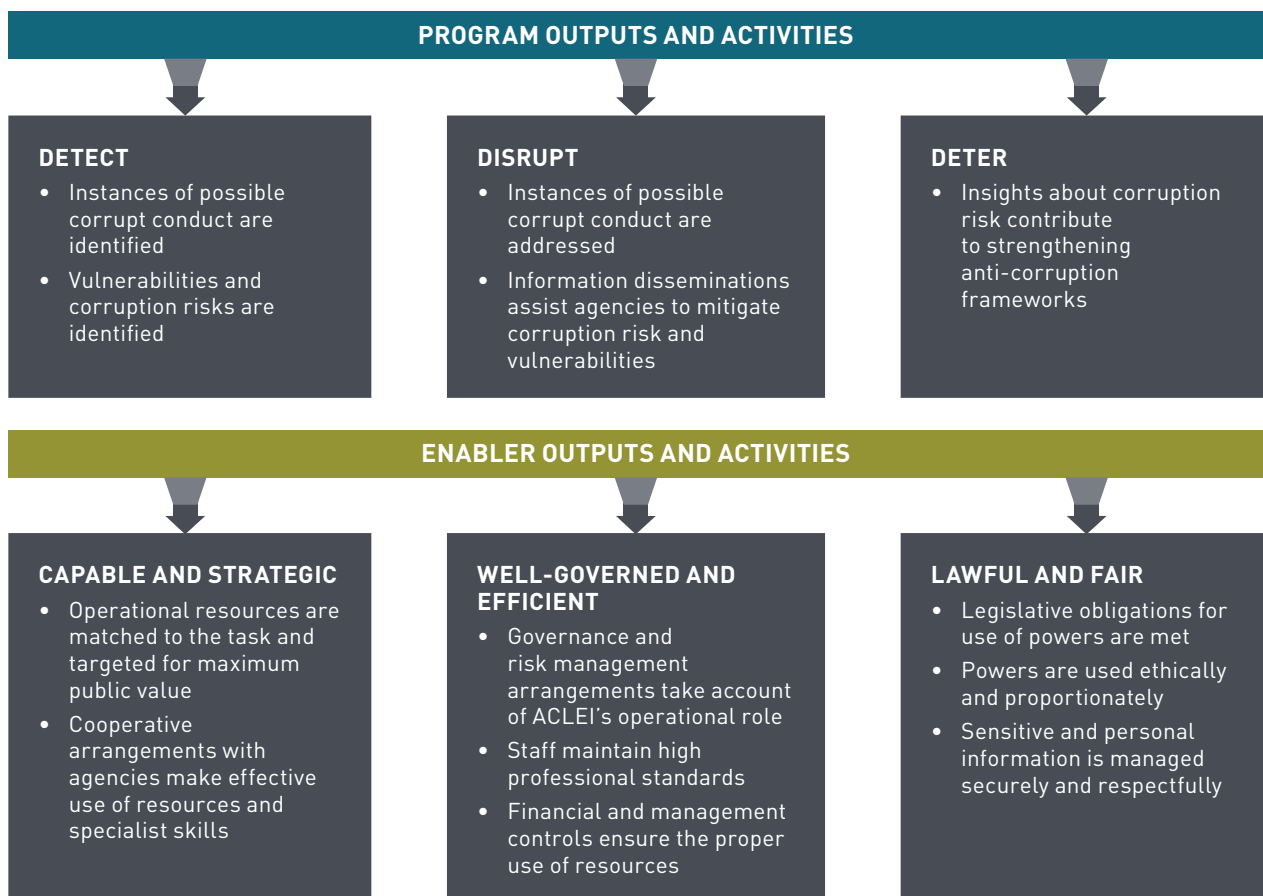 PROGRAM OUTPUTS AND ACTIVITIES
DETECT
• Instances of possible
corrupt conduct are
identified
• Vulnerabilities and
corruption risks are
identified
DISRUPT
• Instances of possible
corrupt conduct are
addressed
• Information disseminations
assist agencies to mitigate
corruption risk and
vulnerabilities
DETER
• Insights about corruption
risk contribute
to strengthening
anti-corruption
frameworks
ENABLER OUTPUTS AND ACTIVITIES
CAPABLE AND STRATEGIC
• Operational resources are
matched to the task and
targeted for maximum
public value
• Cooperative
arrangements with
agencies make effective
use of resources and
specialist skills
WELL-GOVERNED AND
EFFICIENT
• Governance and
risk management
arrangements take account
of ACLEI’s operational role
• Staff maintain high
professional standards
• Financial and management
controls ensure the proper
use of resources
LAWFUL AND FAIR
• Legislative obligations for
use of powers are met
• Powers are used ethically
and proportionately
• Sensitive and personal
information is managed
securely and respectfully